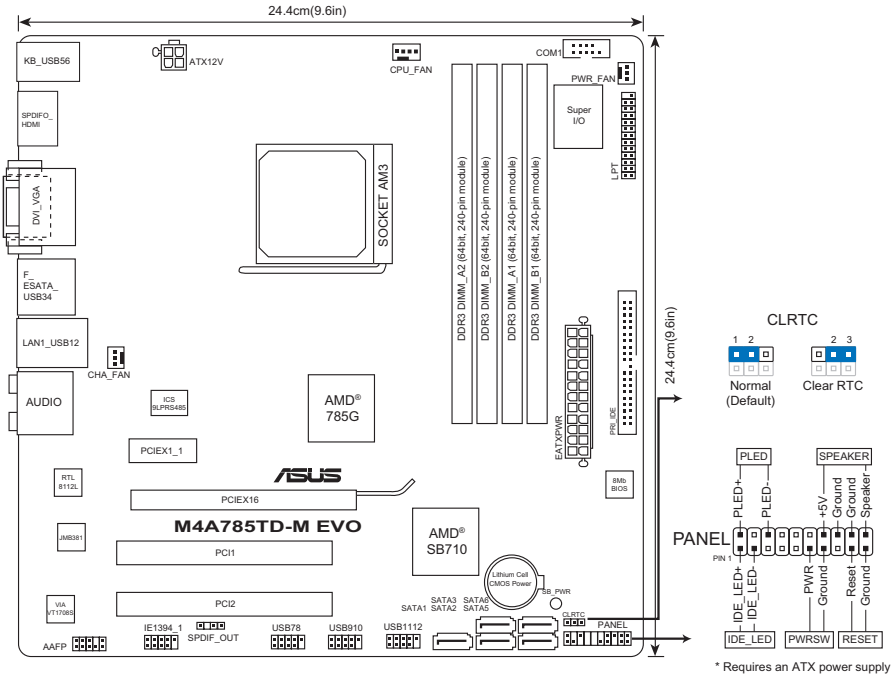 24.4cm(9.6in)
KB_USB56
ATX12V
CPU_FAN
COM1
PWR_FAN
SPDIFO_
HDMI
Super
I/O
LPT
DVI_VGA
SOCKET AM3
DDR3 DIMM_A2 (64bit, 240-pin module)
DDR3 DIMM_B2 (64bit, 240-pin module)
DDR3 DIMM_A1 (64bit, 240-pin module)
DDR3 DIMM_B1 (64bit, 240-pin module)
F_
ESATA_
USB34
LAN1_USB12
CHA_FAN
AUDIO
ICS
9LPRS485
AMD®
785G
EATXPWR
PRI_IDE
24.4cm(9.6in)
PCIEX1_1
RTL
8112L
ASUS
PCIEX16
8Mb
BIOS
M4A785TD-M EVO
JMB381
PCI1
AMD®
SB710
Lithium Cell
CMOS Power
SB_PWR
VIA
VT1708S
PCI2
SATA3 SATA6
SATA1 SATA2 SATA5
CLRTC
AAFP
IE1394_1
SPDIF_OUT
USB78
USB910
USB1112
PANEL
CLRTC
1 2
2 3
Normal
(Default)
Clear RTC
PLED
SPEAKER
PLED+
PLED-
+5V
Ground
Ground
Speaker
PANEL
PIN 1
IDE_LED+
IDE_LED-
PWR
Ground
Reset
Ground
IDE_LED
PWRSW
RESET
* Requires an ATX power supply